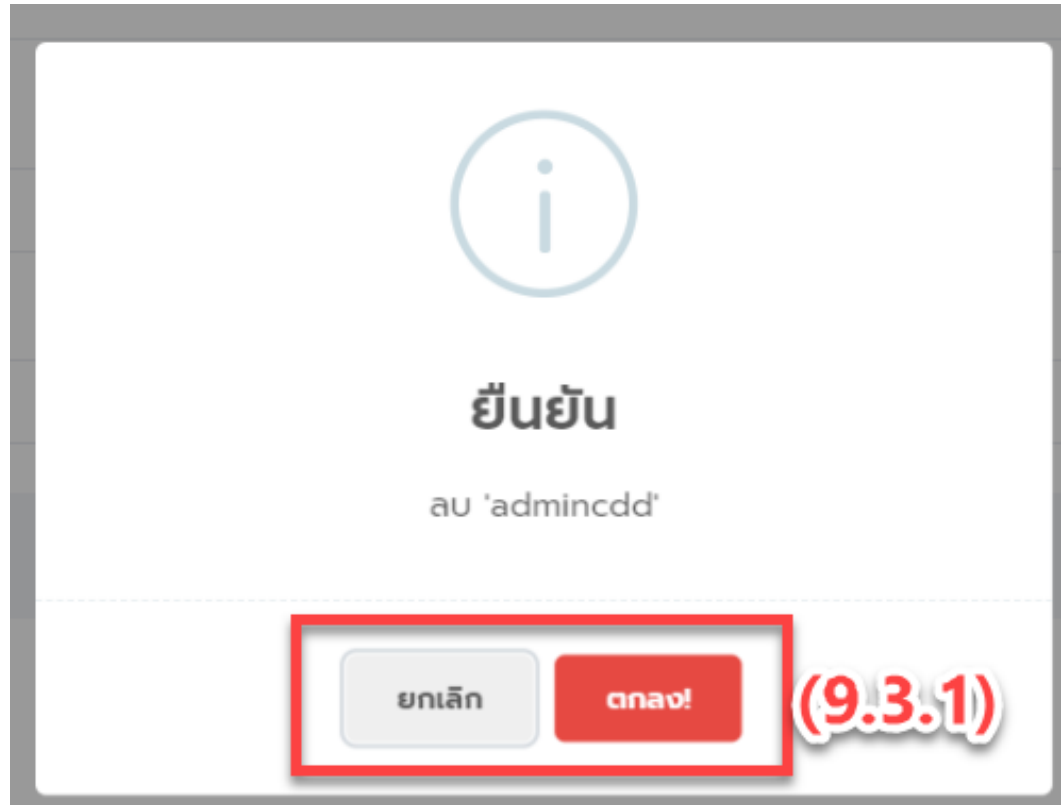 ยืนยัน
ลบ 'admincdd'
ยกเลิก ตกลง! (9.3.1)